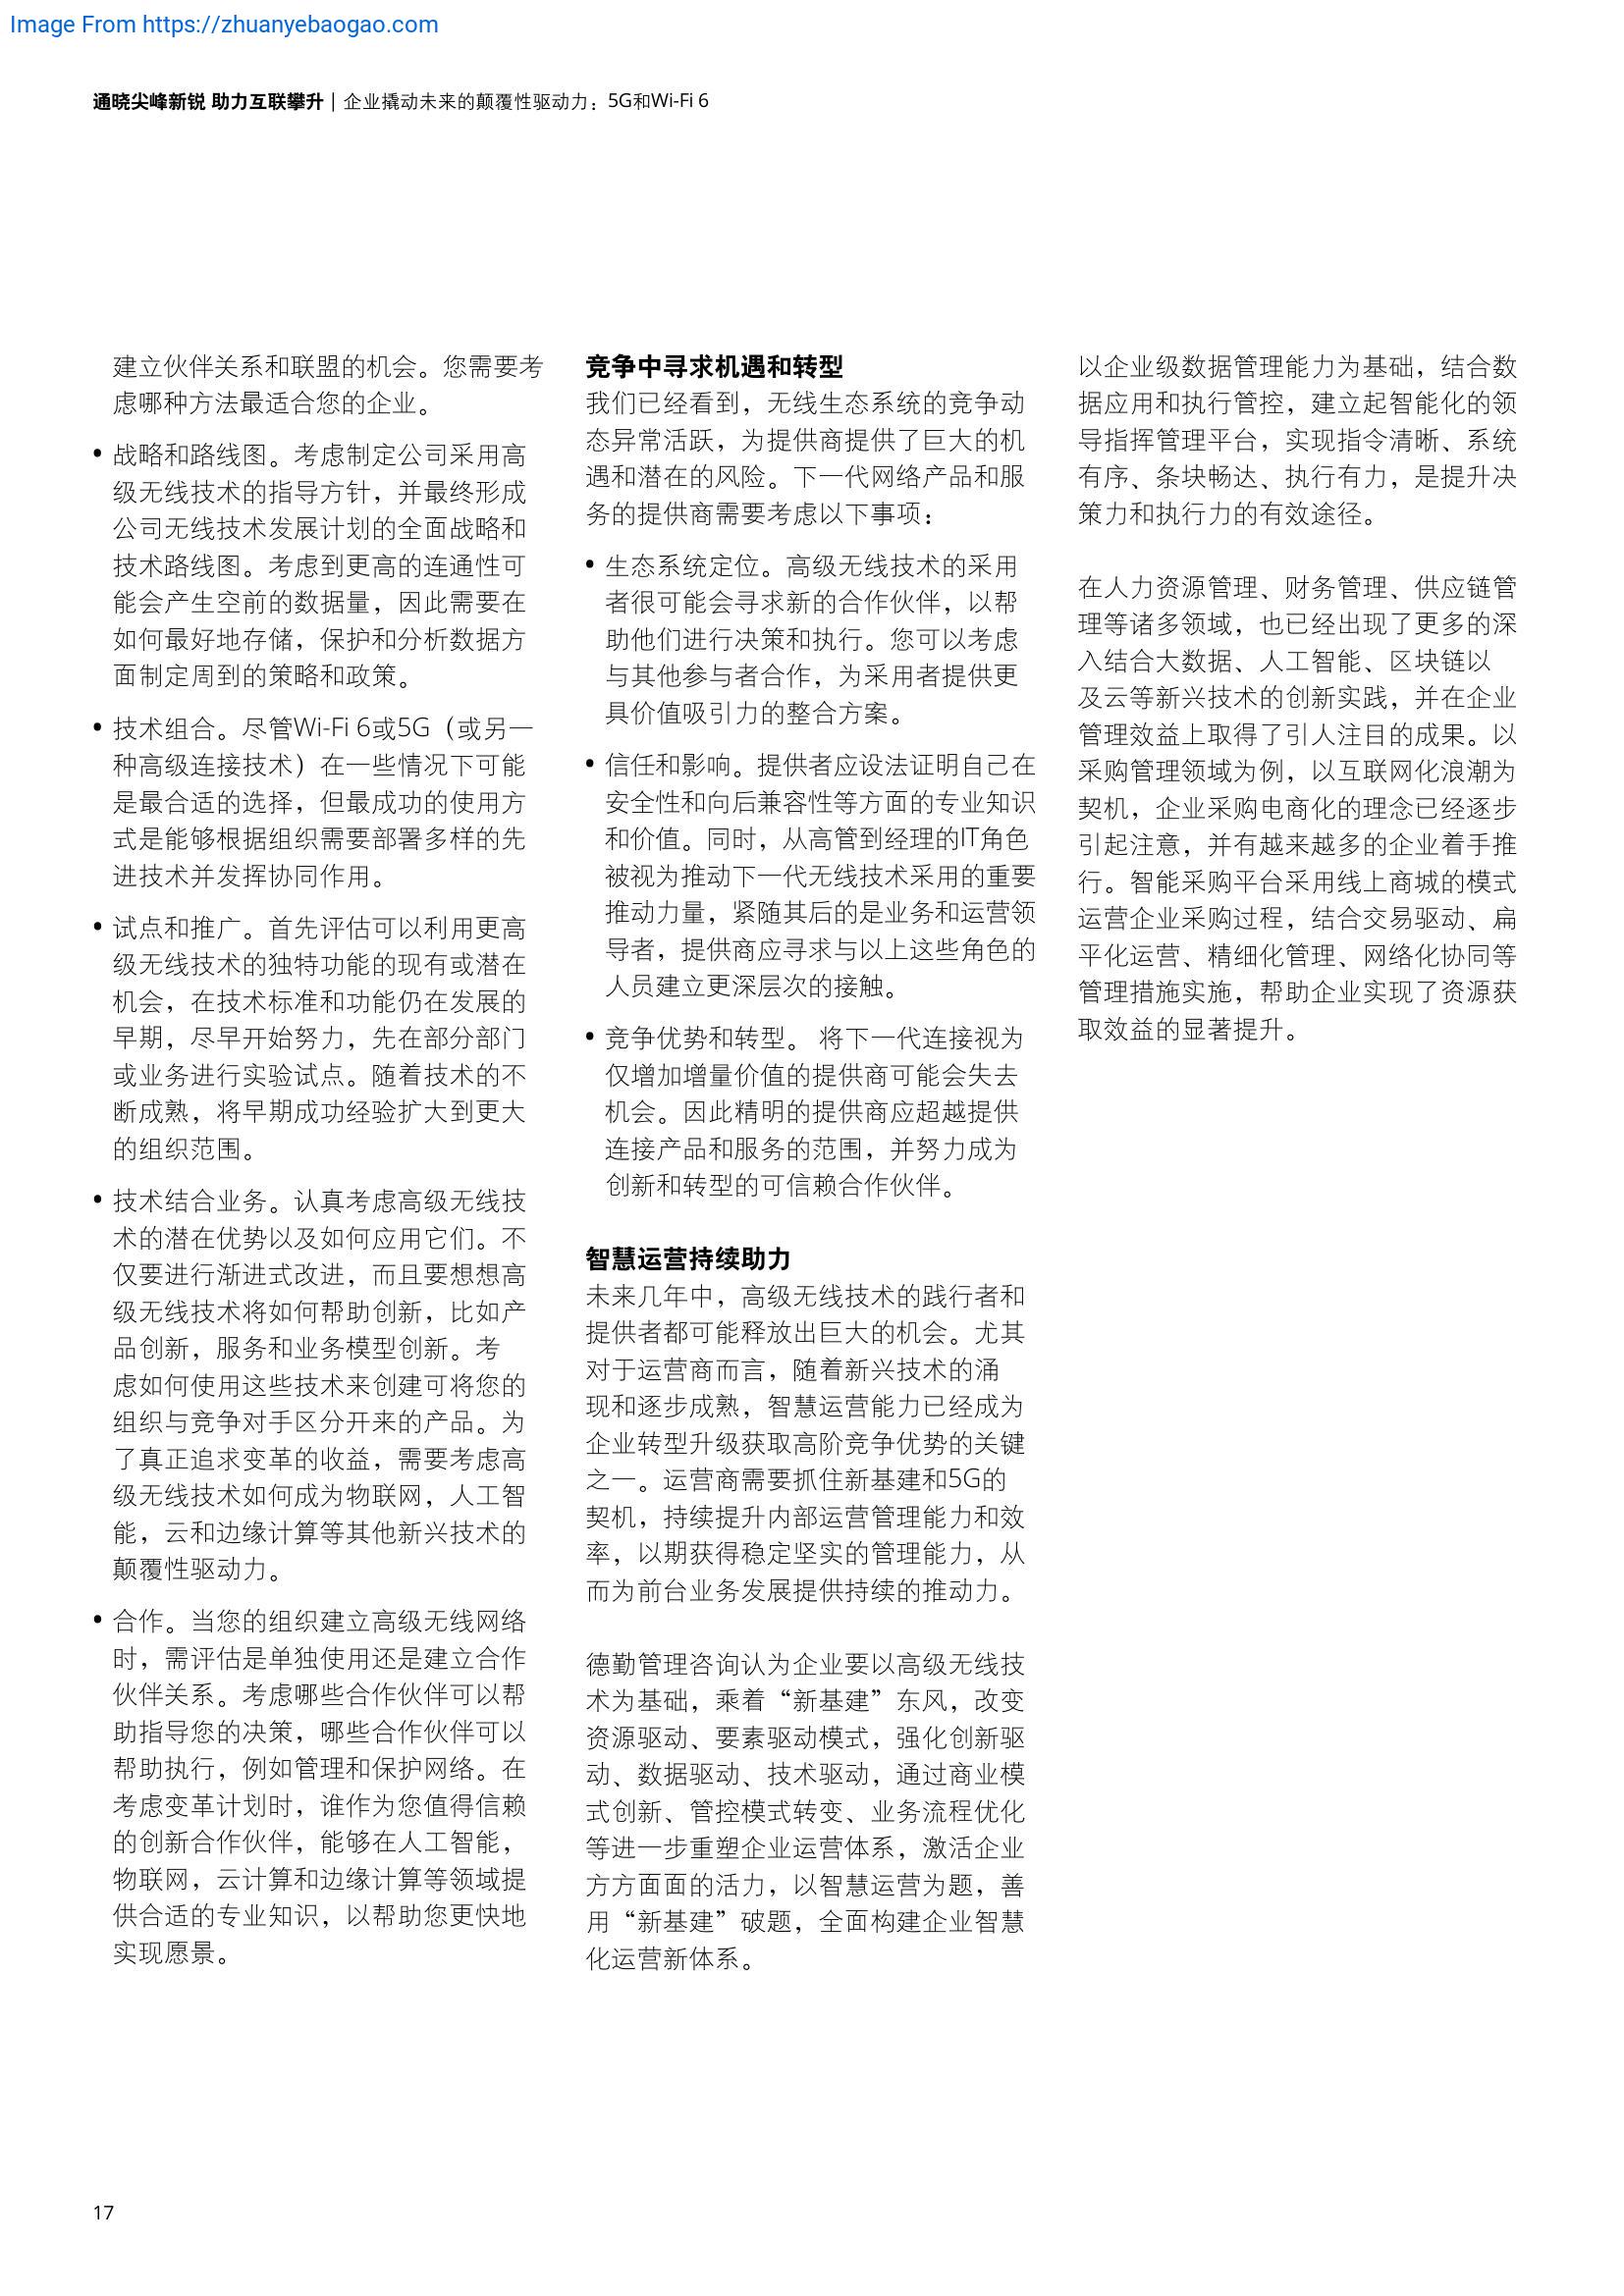 Image From https://zhuanyebaogao.com
通晓尖峰新锐 助力互联攀升 | 企业撬动未来的颠覆性驱动力：5G和Wi-Fi 6
建立伙伴关系和联盟的机会。您需要考
虑哪种方法最适合您的企业。
• 战略和路线图。考虑制定公司采用高
级无线技术的指导方针，并最终形成
公司无线技术发展计划的全面战略和
技术路线图。考虑到更高的连通性可
能会产生空前的数据量，因此需要在
如何最好地存储，保护和分析数据方
面制定周到的策略和政策。
• 技术组合。尽管Wi-Fi 6或5G（或另一
种高级连接技术）在一些情况下可能
是最合适的选择，但最成功的使用方
式是能够根据组织需要部署多样的先
进技术并发挥协同作用。
• 试点和推广。首先评估可以利用更高
级无线技术的独特功能的现有或潜在
机会，在技术标准和功能仍在发展的
早期，尽早开始努力，先在部分部门
或业务进行实验试点。随着技术的不
断成熟，将早期成功经验扩大到更大
的组织范围。
• 技术结合业务。认真考虑高级无线技
术的潜在优势以及如何应用它们。不
仅要进行渐进式改进，而且要想想高
级无线技术将如何帮助创新，比如产
品创新，服务和业务模型创新。考
虑如何使用这些技术来创建可将您的
组织与竞争对手区分开来的产品。为
了真正追求变革的收益，需要考虑高
级无线技术如何成为物联网，人工智
能，云和边缘计算等其他新兴技术的
颠覆性驱动力。
• 合作。当您的组织建立高级无线网络
时，需评估是单独使用还是建立合作
伙伴关系。考虑哪些合作伙伴可以帮
助指导您的决策，哪些合作伙伴可以
帮助执行，例如管理和保护网络。在
考虑变革计划时，谁作为您值得信赖
的创新合作伙伴，能够在人工智能，
物联网，云计算和边缘计算等领域提
供合适的专业知识，以帮助您更快地
实现愿景。
竞争中寻求机遇和转型
我们已经看到，无线生态系统的竞争动
态异常活跃，为提供商提供了巨大的机
遇和潜在的风险。下一代网络产品和服
务的提供商需要考虑以下事项：
• 生态系统定位。高级无线技术的采用
者很可能会寻求新的合作伙伴，以帮
助他们进行决策和执行。您可以考虑
与其他参与者合作，为采用者提供更
具价值吸引力的整合方案。
• 信任和影响。提供者应设法证明自己在
安全性和向后兼容性等方面的专业知识
和价值。同时，从高管到经理的IT角色
被视为推动下一代无线技术采用的重要
推动力量，紧随其后的是业务和运营领
导者，提供商应寻求与以上这些角色的
人员建立更深层次的接触。
• 竞争优势和转型。 将下一代连接视为
仅增加增量价值的提供商可能会失去
机会。因此精明的提供商应超越提供
连接产品和服务的范围，并努力成为
创新和转型的可信赖合作伙伴。
智慧运营持续助力
未来几年中，高级无线技术的践行者和
提供者都可能释放出巨大的机会。尤其
对于运营商而言，随着新兴技术的涌
现和逐步成熟，智慧运营能力已经成为
企业转型升级获取高阶竞争优势的关键
之一。运营商需要抓住新基建和5G的
契机，持续提升内部运营管理能力和效
率，以期获得稳定坚实的管理能力，从
而为前台业务发展提供持续的推动力。
德勤管理咨询认为企业要以高级无线技
术为基础，乘着“新基建”东风，改变
资源驱动、要素驱动模式，强化创新驱
动、数据驱动、技术驱动，通过商业模
式创新、管控模式转变、业务流程优化
等进一步重塑企业运营体系，激活企业
方方面面的活力，以智慧运营为题，善
用“新基建”破题，全面构建企业智慧
化运营新体系。
以企业级数据管理能力为基础，结合数
据应用和执行管控，建立起智能化的领
导指挥管理平台，实现指令清晰、系统
有序、条块畅达、执行有力，是提升决
策力和执行力的有效途径。
在人力资源管理、财务管理、供应链管
理等诸多领域，也已经出现了更多的深
入结合大数据、人工智能、区块链以
及云等新兴技术的创新实践，并在企业
管理效益上取得了引人注目的成果。以
采购管理领域为例，以互联网化浪潮为
契机，企业采购电商化的理念已经逐步
引起注意，并有越来越多的企业着手推
行。智能采购平台采用线上商城的模式
运营企业采购过程，结合交易驱动、扁
平化运营、精细化管理、网络化协同等
管理措施实施，帮助企业实现了资源获
取效益的显著提升。
17